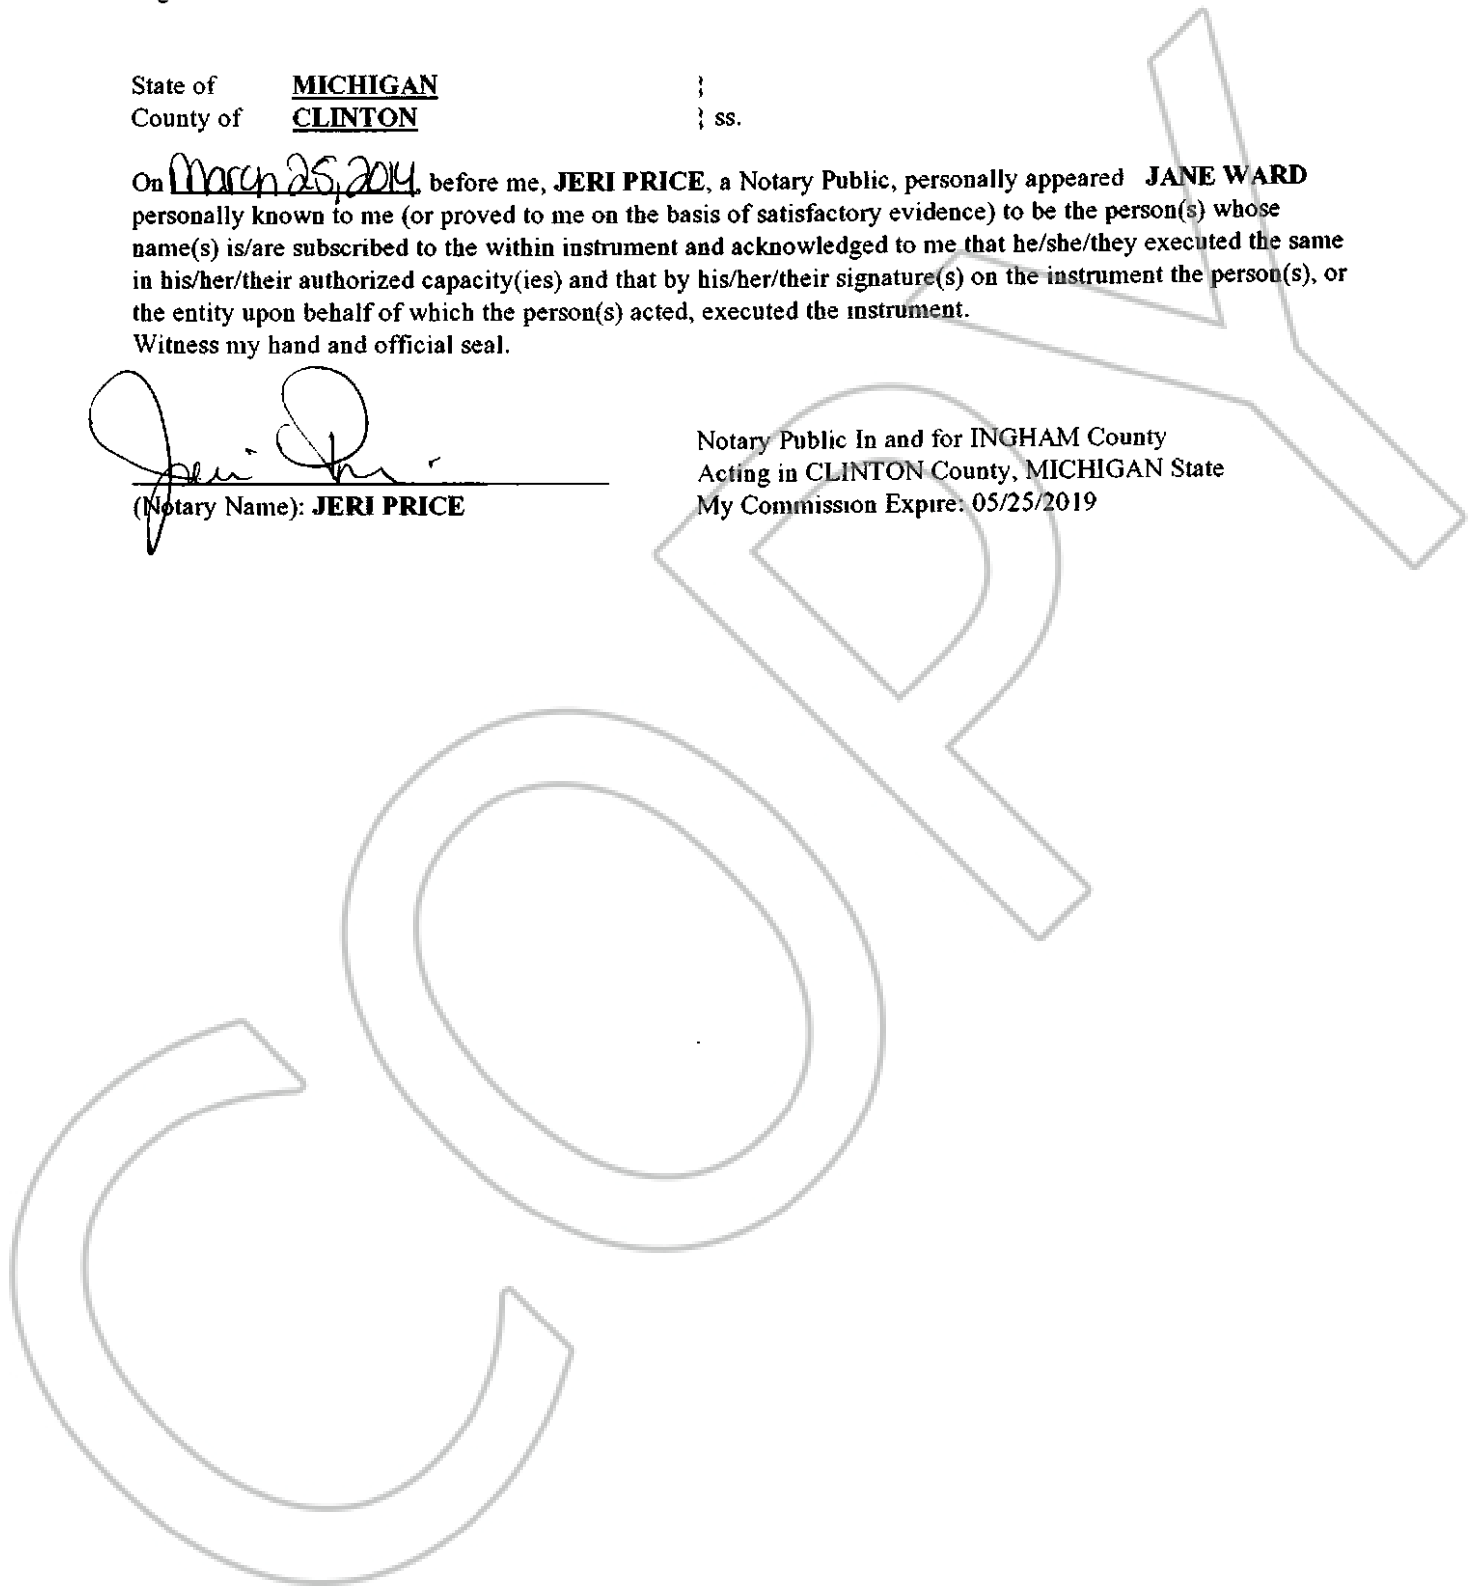 State of MICHIGAN }
County of CLINTON } ss.
On March 25, 2014, before me, JERI PRICE, a Notary Public, personally appeared JANE WARD
personally known to me (or proved to me on the basis of satisfactory evidence) to be the person(s) whose
name(s) is/are subscribed to the within instrument and acknowledged to me that he/she/they executed the same
in his/her/their authorized capacity(ies) and that by his/her/their signature(s) on the instrument the person(s), or
the entity upon behalf of which the person(s) acted, executed the instrument.
Witness my hand and official seal.
Jeri Price
(Notary Name): JERI PRICE
Notary Public In and for INGHAM County
Acting in CLINTON County, MICHIGAN State
My Commission Expire: 05/25/2019
COPY